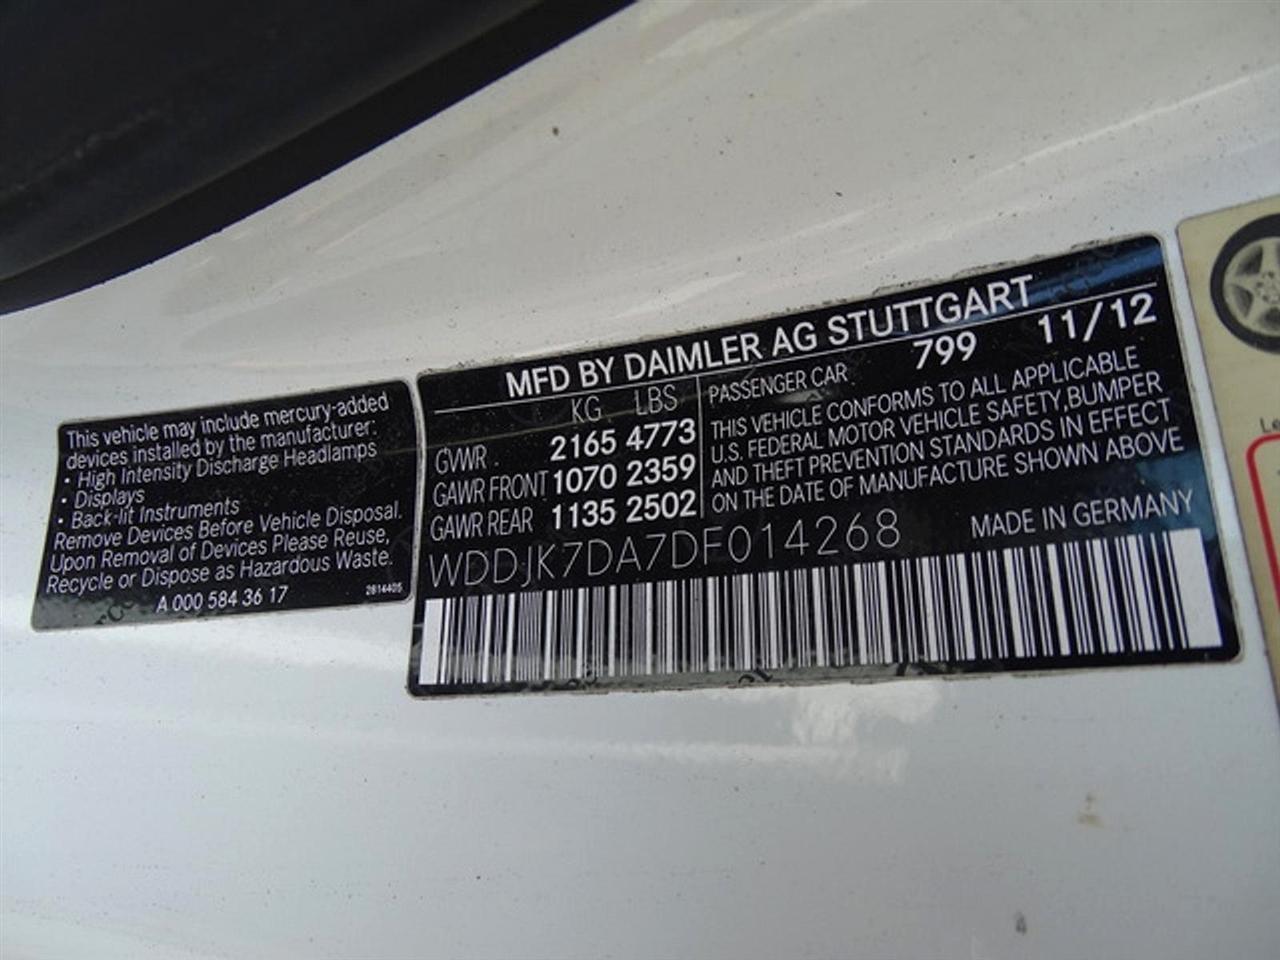 This vehicle may include mercury-added
devices installed by the manufacturer:
• High Intensity Discharge Headlamps
• Displays
• Back-lit Instruments
Remove Devices Before Vehicle Disposal.
Upon Removal of Devices Please Reuse,
Recycle or Dispose as Hazardous Waste.
A 000 584 36 17
2814405
MFD BY DAIMLER AG STUTTGART
KG LBS
GVWR 2165 4773
GAWR FRONT 1070 2359
GAWR REAR 1135 2502
PASSENGER CAR 799 11/12
THIS VEHICLE CONFORMS TO ALL APPLICABLE
U.S. FEDERAL MOTOR VEHICLE SAFETY,BUMPER
AND THEFT PREVENTION STANDARDS IN EFFECT
ON THE DATE OF MANUFACTURE SHOWN ABOVE
WDDJK7DA7DF014268 MADE IN GERMANY